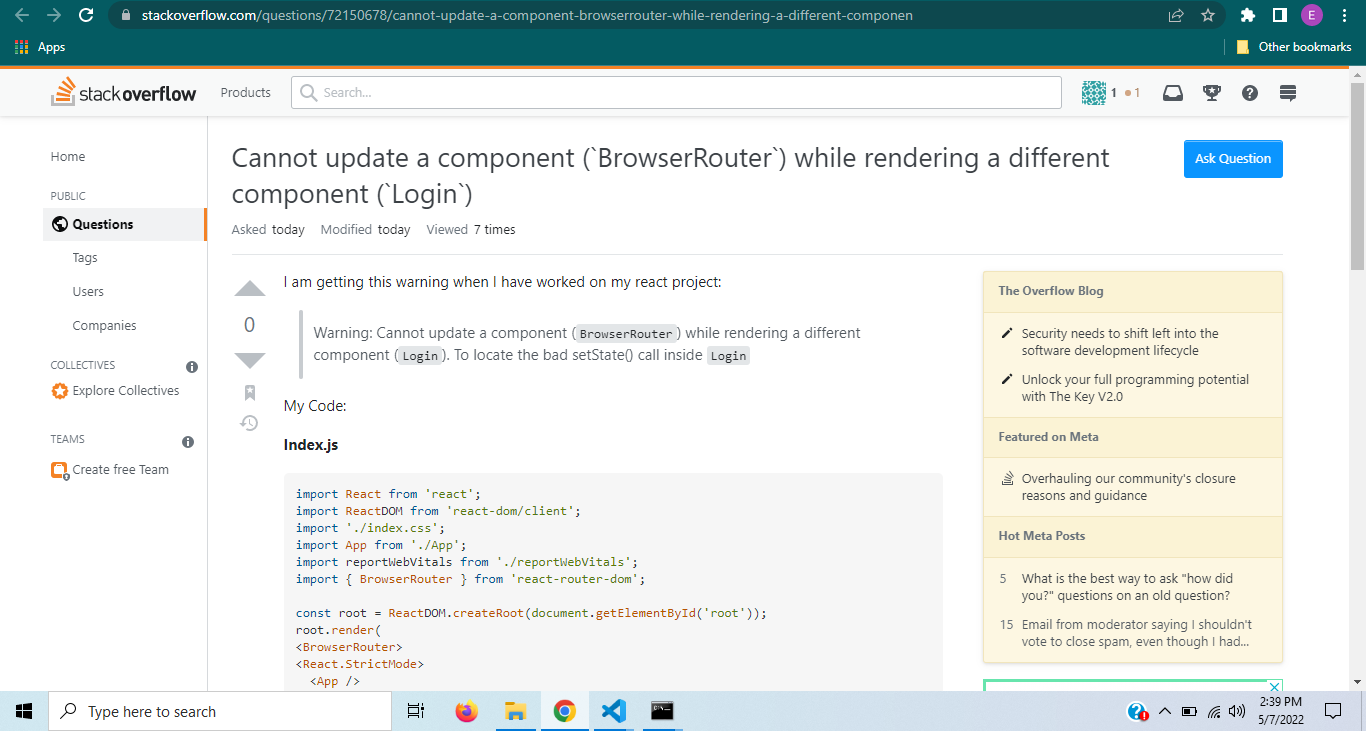 stackoverflow.com/questions/72150678/cannot-update-a-component-browserrouter-while-rendering-a-different-componen
E
Apps
Other bookmarks
stackoverflow
Products
Search...
1
1
Home
PUBLIC
Questions
Tags
Users
Companies
COLLECTIVES
Explore Collectives
TEAMS
Create free Team
Cannot update a component (`BrowserRouter`) while rendering a different
component (`Login`)
Ask Question
Asked today Modified today Viewed 7 times
0
I am getting this warning when I have worked on my react project:
Warning: Cannot update a component (BrowserRouter) while rendering a different
component (Login). To locate the bad setState() call inside Login
My Code:
Index.js
import React from 'react';
import ReactDOM from 'react-dom/client';
import './index.css';
import App from './App';
import reportWebVitals from './reportWebVitals';
import { BrowserRouter } from 'react-router-dom';
const root = ReactDOM.createRoot(document.getElementById('root'));
root.render(
<BrowserRouter>
<React.StrictMode>
<App />
The Overflow Blog
Security needs to shift left into the
software development lifecycle
Unlock your full programming potential
with The Key V2.0
Featured on Meta
Overhauling our community's closure
reasons and guidance
Hot Meta Posts
5 What is the best way to ask "how did
you?" questions on an old question?
15 Email from moderator saying I shouldn't
vote to close spam, even though I had...
Type here to search
2:39 PM
5/7/2022